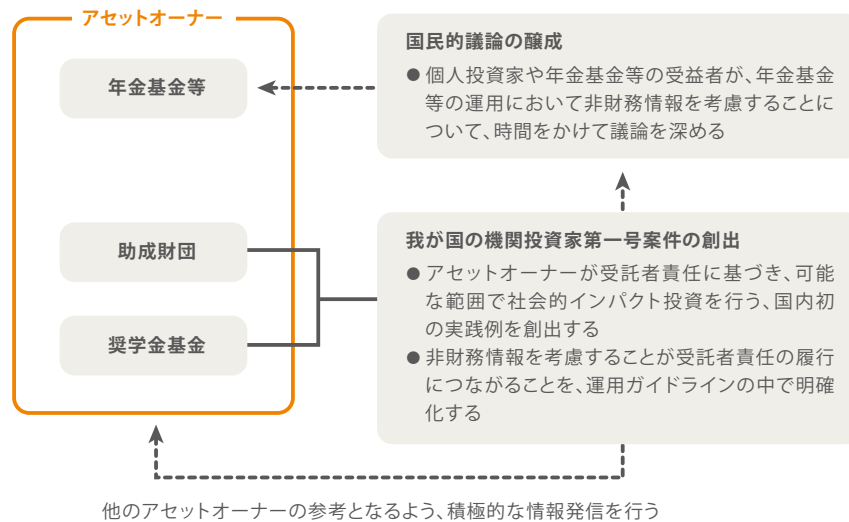 アセットオーナー
年金基金等
助成財団
奨学金基金
国民的議論の醸成
● 個人投資家や年金基金等の受益者が、年金基金
等の運用において非財務情報を考慮することに
ついて、時間をかけて議論を深める
我が国の機関投資家第一号案件の創出
● アセットオーナーが受託者責任に基づき、可能
な範囲で社会的インパクト投資を行う、国内初
の実践例を創出する
● 非財務情報を考慮することが受託者責任の履行
につながることを、運用ガイドラインの中で明確
化する
他のアセットオーナーの参考となるよう、積極的な情報発信を行う